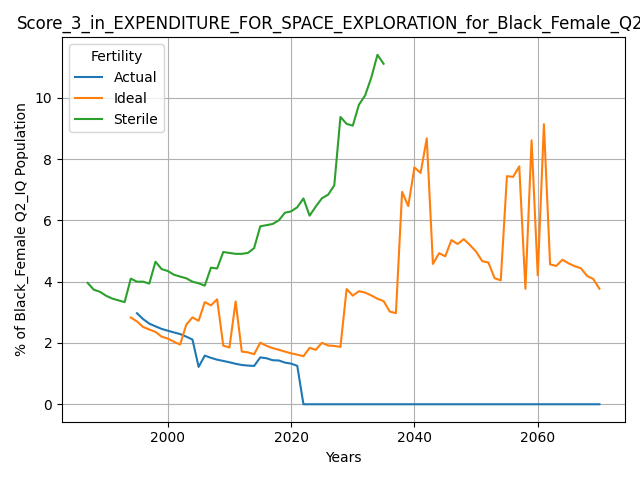 Score_3_in_EXPENDITURE_FOR_SPACE_EXPLORATION_for_Black_Female_Q2
Fertility
Actual
Ideal
Sterile
% of Black_Female Q2_IQ Population
10
8
6
4
2
0
2000 2020 2040 2060
Years